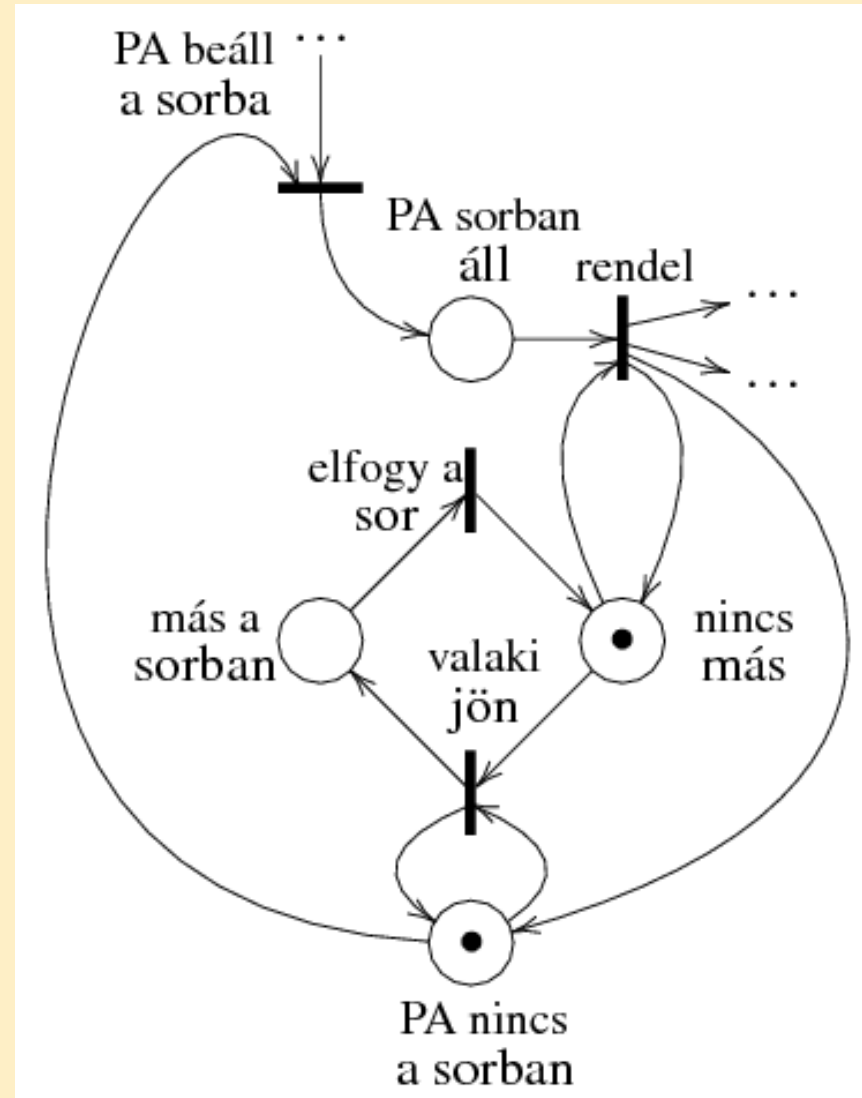 PA beáll ...
a sorba
PA sorban
áll
rendel
...
...
elfogy a
sor
más a
sorban
valaki
jön
nincs
más
PA nincs
a sorban